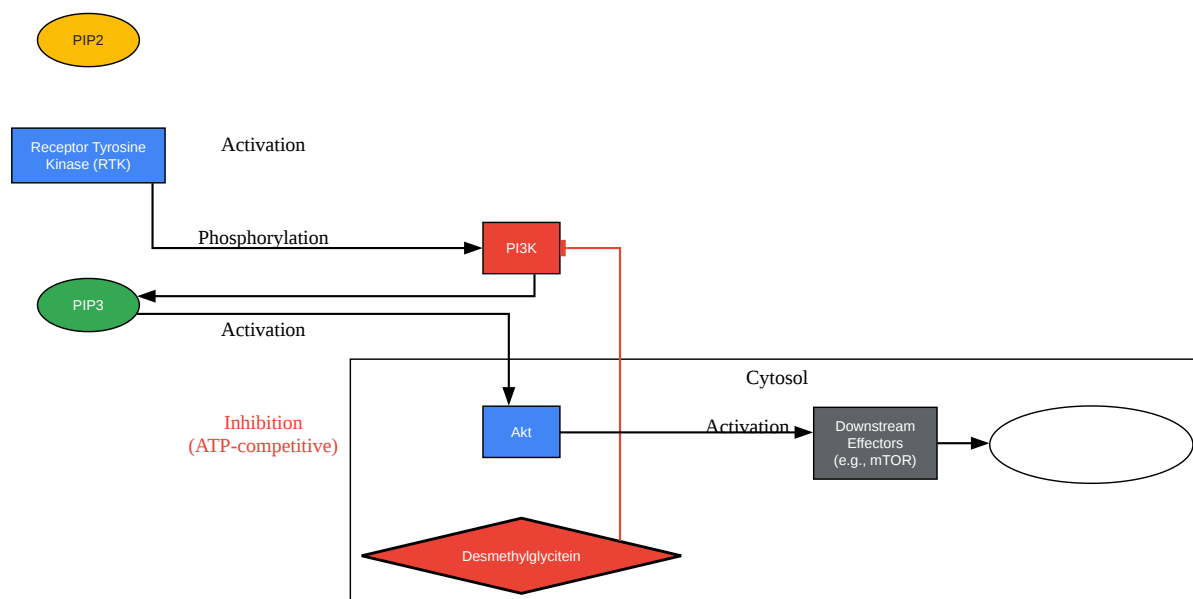 PIP2
Receptor Tyrosine
Kinase (RTK)
Activation
Phosphorylation
PI3K
PIP3
Activation
Cytosol
Inhibition
(ATP-competitive)
Akt
Activation
Downstream
Effectors
(e.g., mTOR)
Desmethylglycitein